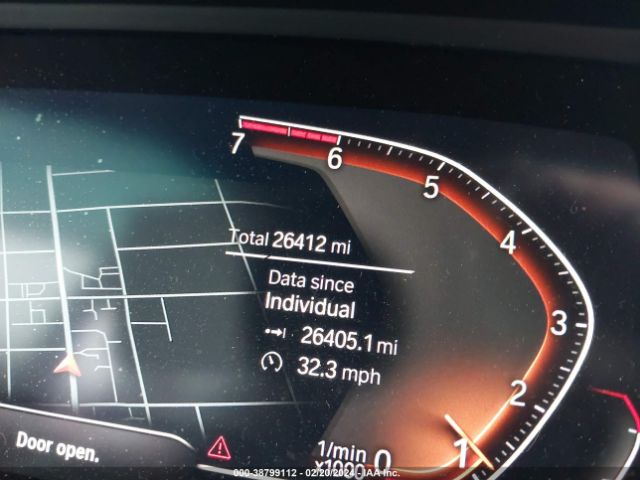 7
6
5
4
3
2
1
0
Total 26412 mi
Data since
Individual
26405.1 mi
32.3 mph
Door open.
1/min
x1000
000-38799112 - 02/20/2024 - IAA Inc.